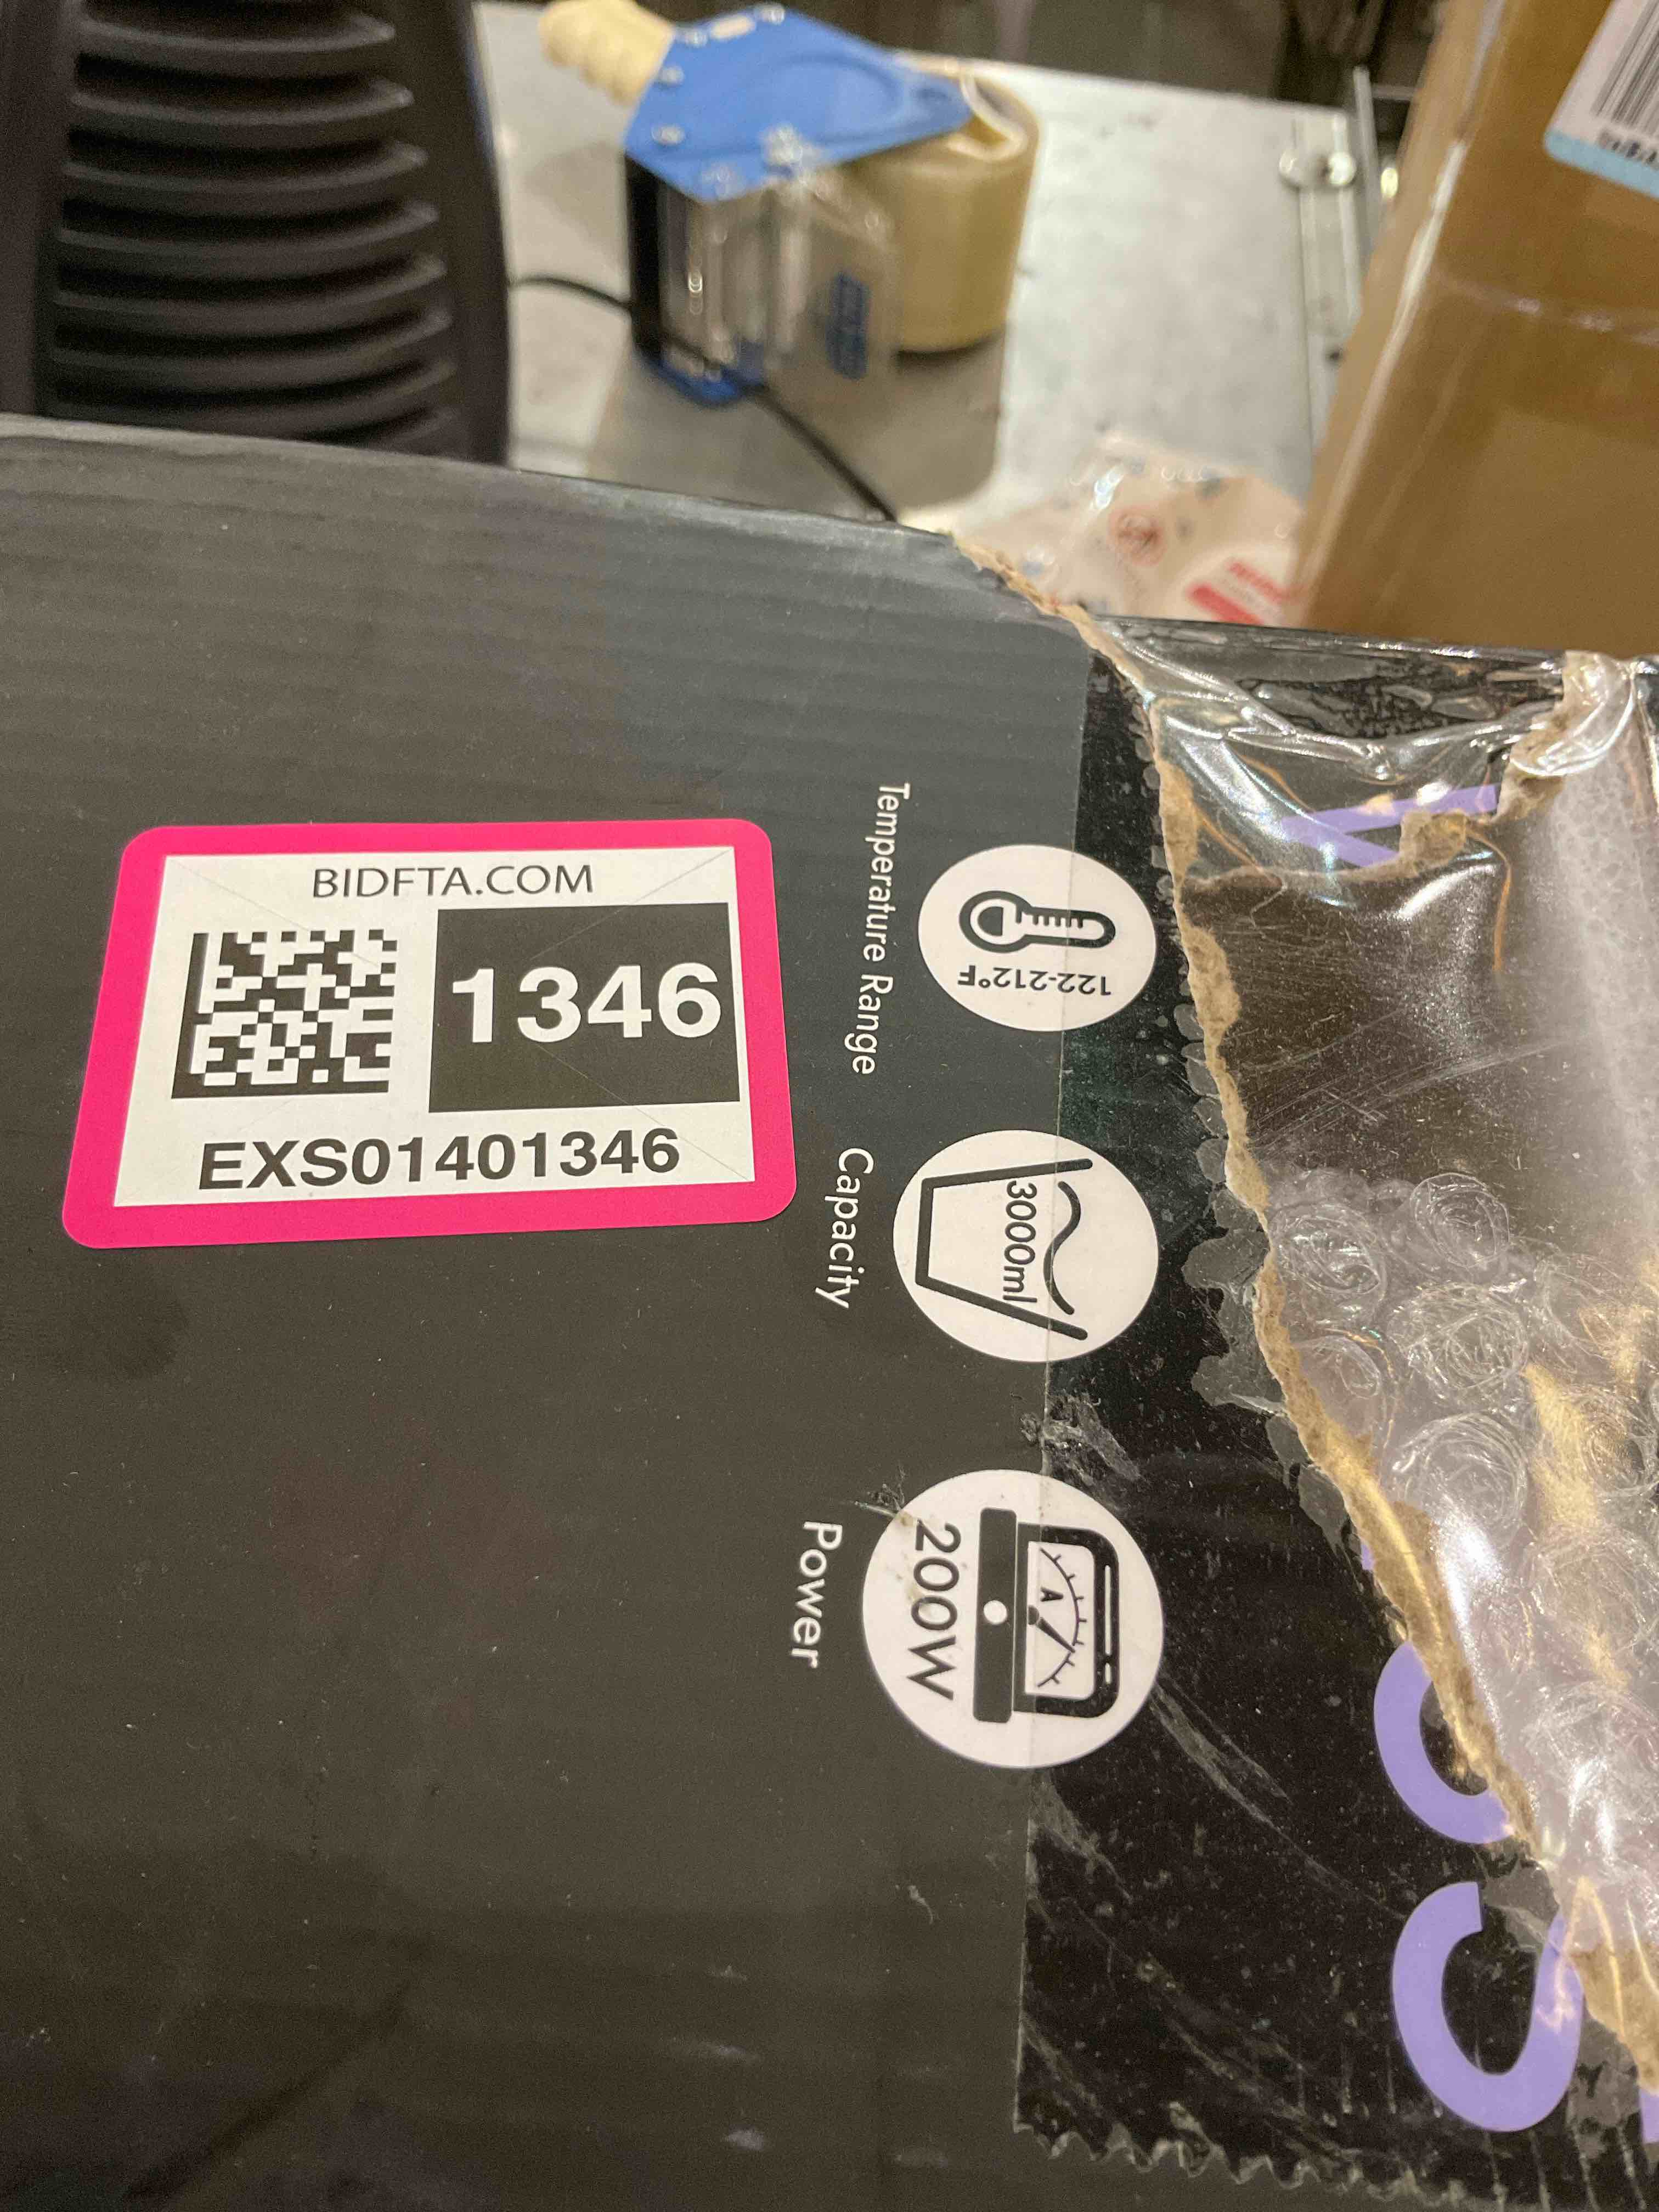 BIDFTA.COM
1346
EXS01401346
Temperature Range
122-212°F
Capacity
3000ml
Power
200W
A